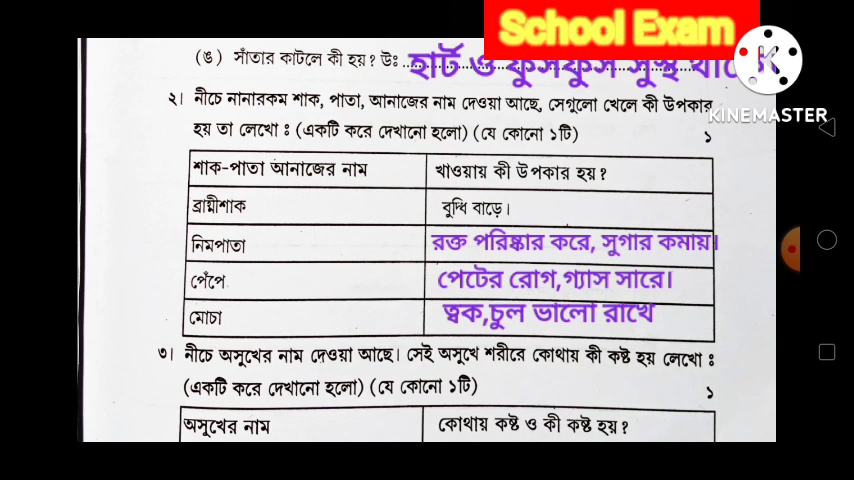 School Exam
(ঙ) সাঁতার কাটলে কী হয়? উঃ হার্ট ও ফুসফুস সুস্থ থাকে।
KINEMASTER
২। নীচে নানারকম শাক, পাতা, আনাজের নাম দেওয়া আছে, সেগুলো খেলে কী উপকার
হয় তা লেখো : (একটি করে দেখানো হলো) (যে কোনো ১টি) ১
শাক-পাতা আনাজের নাম খাওয়ায় কী উপকার হয়?
ব্রাহ্মীশাক বুদ্ধি বাড়ে।
নিমপাতা রক্ত পরিষ্কার করে, সুগার কমায়।
পেঁপে পেটের রোগ,গ্যাস সারে।
মোচা ত্বক,চুল ভালো রাখে
৩। নীচে অসুখের নাম দেওয়া আছে। সেই অসুখে শরীরে কোথায় কী কষ্ট হয় লেখো :
(একটি করে দেখানো হলো) (যে কোনো ১টি) ১
অসুখের নাম কোথায় কষ্ট ও কী কষ্ট হয়?